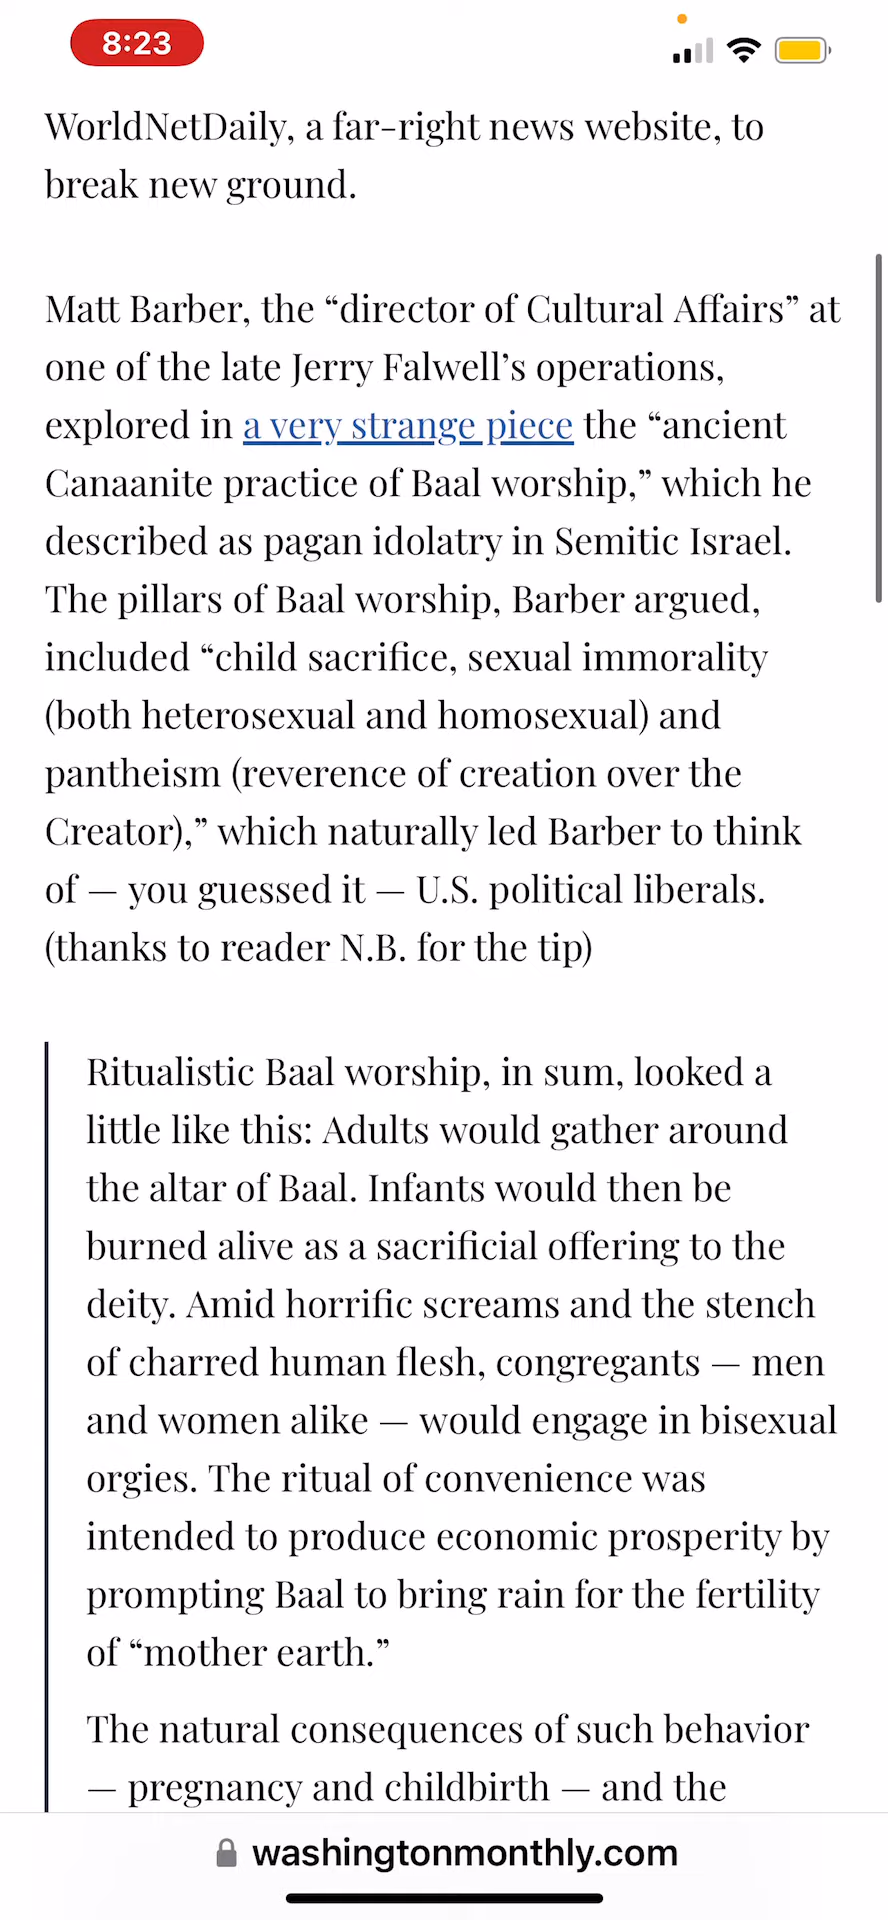 8:23
WorldNetDaily, a far-right news website, to
break new ground.
Matt Barber, the “director of Cultural Affairs” at
one of the late Jerry Falwell’s operations,
explored in a very strange piece the “ancient
Canaanite practice of Baal worship,” which he
described as pagan idolatry in Semitic Israel.
The pillars of Baal worship, Barber argued,
included “child sacrifice, sexual immorality
(both heterosexual and homosexual) and
pantheism (reverence of creation over the
Creator),” which naturally led Barber to think
of — you guessed it — U.S. political liberals.
(thanks to reader N.B. for the tip)
Ritualistic Baal worship, in sum, looked a
little like this: Adults would gather around
the altar of Baal. Infants would then be
burned alive as a sacrificial offering to the
deity. Amid horrific screams and the stench
of charred human flesh, congregants — men
and women alike — would engage in bisexual
orgies. The ritual of convenience was
intended to produce economic prosperity by
prompting Baal to bring rain for the fertility
of “mother earth.”
The natural consequences of such behavior
— pregnancy and childbirth — and the
washingtonmonthly.com